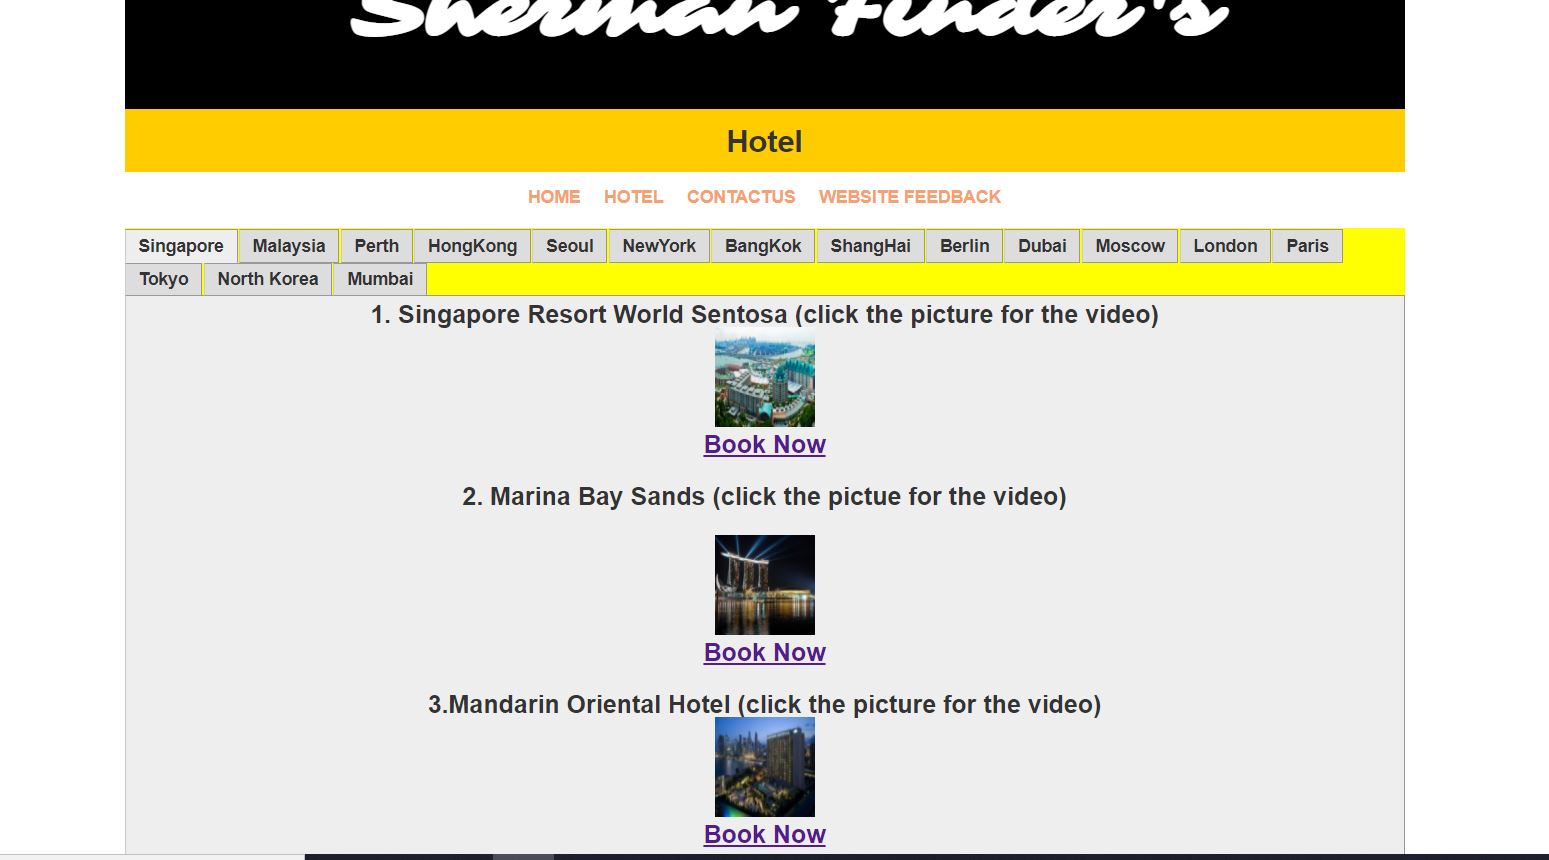 Sherman Finder's
Hotel
HOME HOTEL CONTACTUS WEBSITE FEEDBACK
Singapore Malaysia Perth HongKong Seoul NewYork BangKok ShangHai Berlin Dubai Moscow London Paris
Tokyo North Korea Mumbai
1. Singapore Resort World Sentosa (click the picture for the video)
Book Now
2. Marina Bay Sands (click the pictue for the video)
Book Now
3.Mandarin Oriental Hotel (click the picture for the video)
Book Now